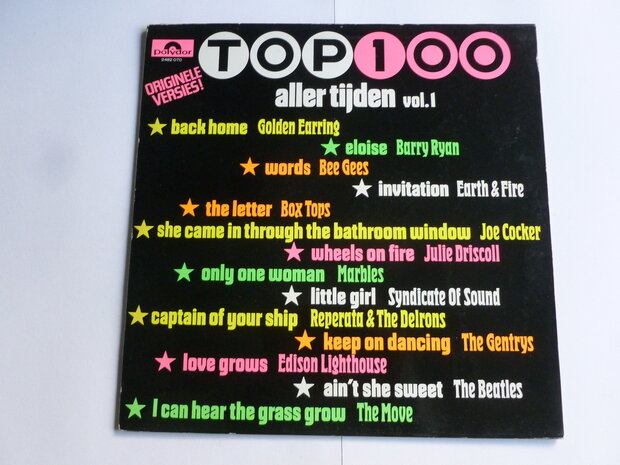 Polydor
2482 070
TOP 100
ORIGINELE
VERSIES!
aller tijden vol.1
★ back home Golden Earring
★ eloise Barry Ryan
★ words Bee Gees
★ invitation Earth & Fire
★ the letter Box Tops
★ she came in through the bathroom window Joe Cocker
★ wheels on fire Julie Driscoll
★ only one woman Marbles
★ little girl Syndicate Of Sound
★ captain of your ship Reperata & The Delrons
★ keep on dancing The Gentrys
★ love grows Edison Lighthouse
★ ain't she sweet The Beatles
★ I can hear the grass grow The Move